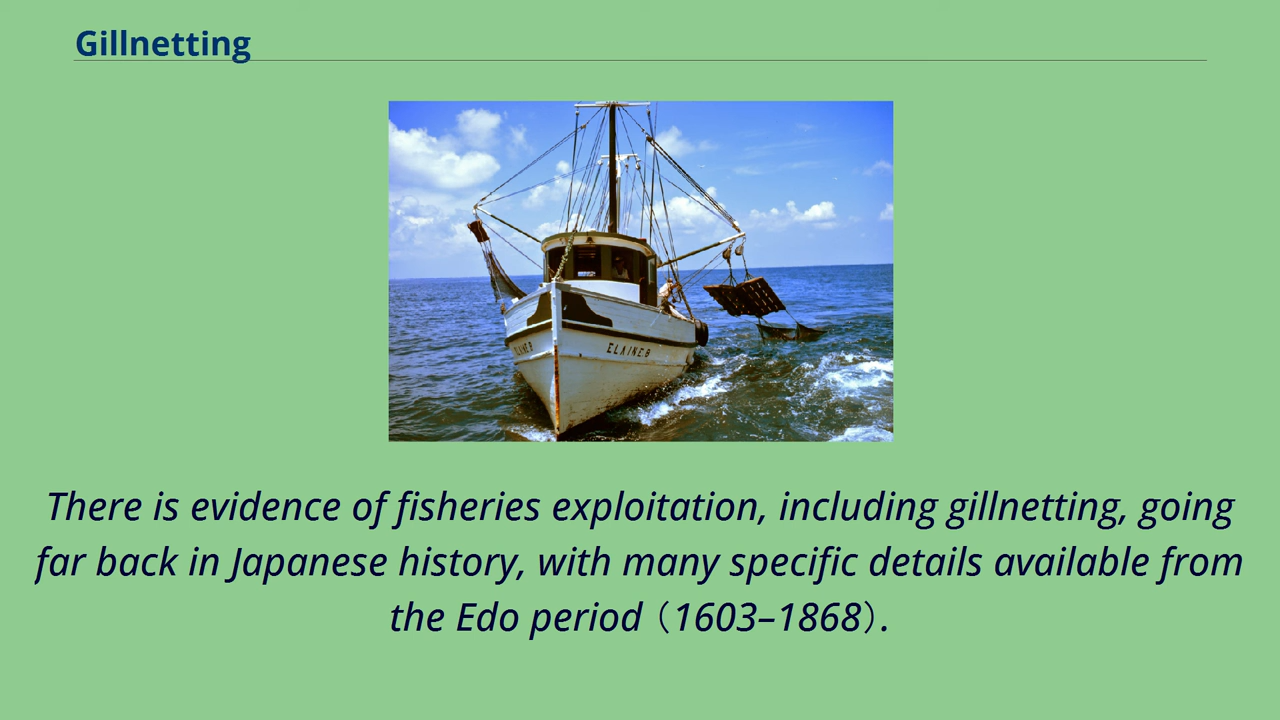 Gillnetting
ELAINE B
ELAINE B
There is evidence of fisheries exploitation, including gillnetting, going
far back in Japanese history, with many specific details available from
the Edo period（1603–1868）.